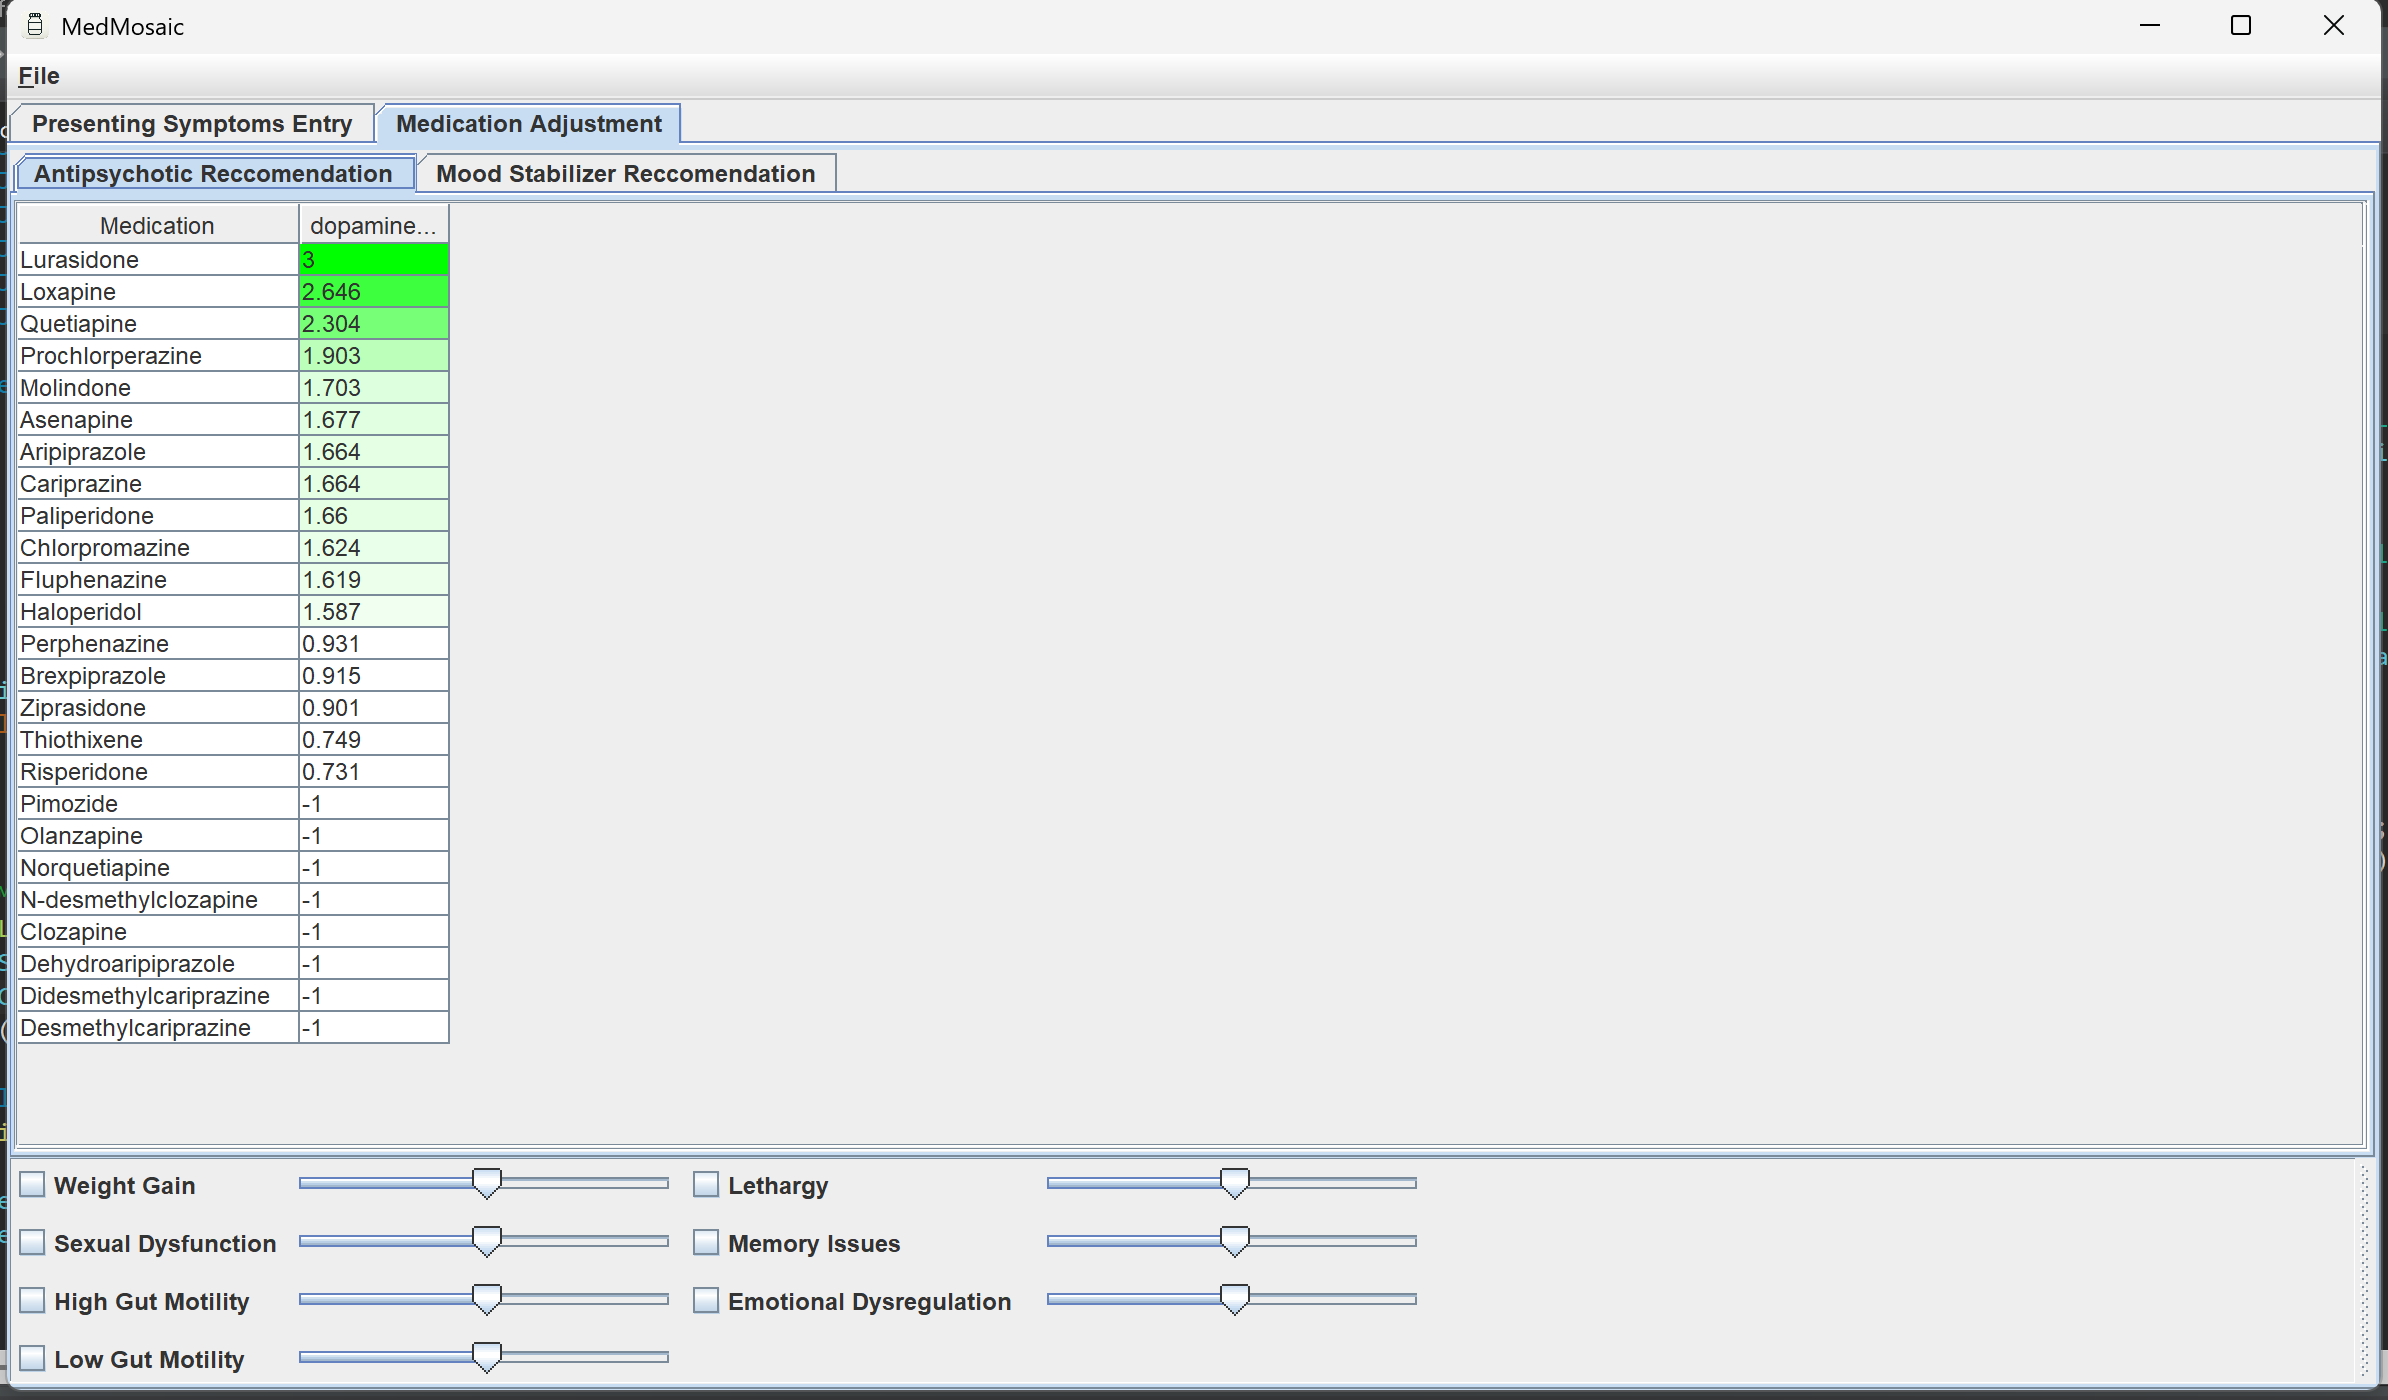 MedMosaic
File
Presenting Symptoms Entry Medication Adjustment
Antipsychotic Reccomendation Mood Stabilizer Reccomendation
Medication dopamine...
Lurasidone 3
Loxapine 2.646
Quetiapine 2.304
Prochlorperazine 1.903
Molindone 1.703
Asenapine 1.677
Aripiprazole 1.664
Cariprazine 1.664
Paliperidone 1.66
Chlorpromazine 1.624
Fluphenazine 1.619
Haloperidol 1.587
Perphenazine 0.931
Brexpiprazole 0.915
Ziprasidone 0.901
Thiothixene 0.749
Risperidone 0.731
Pimozide -1
Olanzapine -1
Norquetiapine -1
N-desmethylclozapine -1
Clozapine -1
Dehydroaripiprazole -1
Didesmethylcariprazine -1
Desmethylcariprazine -1
Weight Gain Lethargy
Sexual Dysfunction Memory Issues
High Gut Motility Emotional Dysregulation
Low Gut Motility